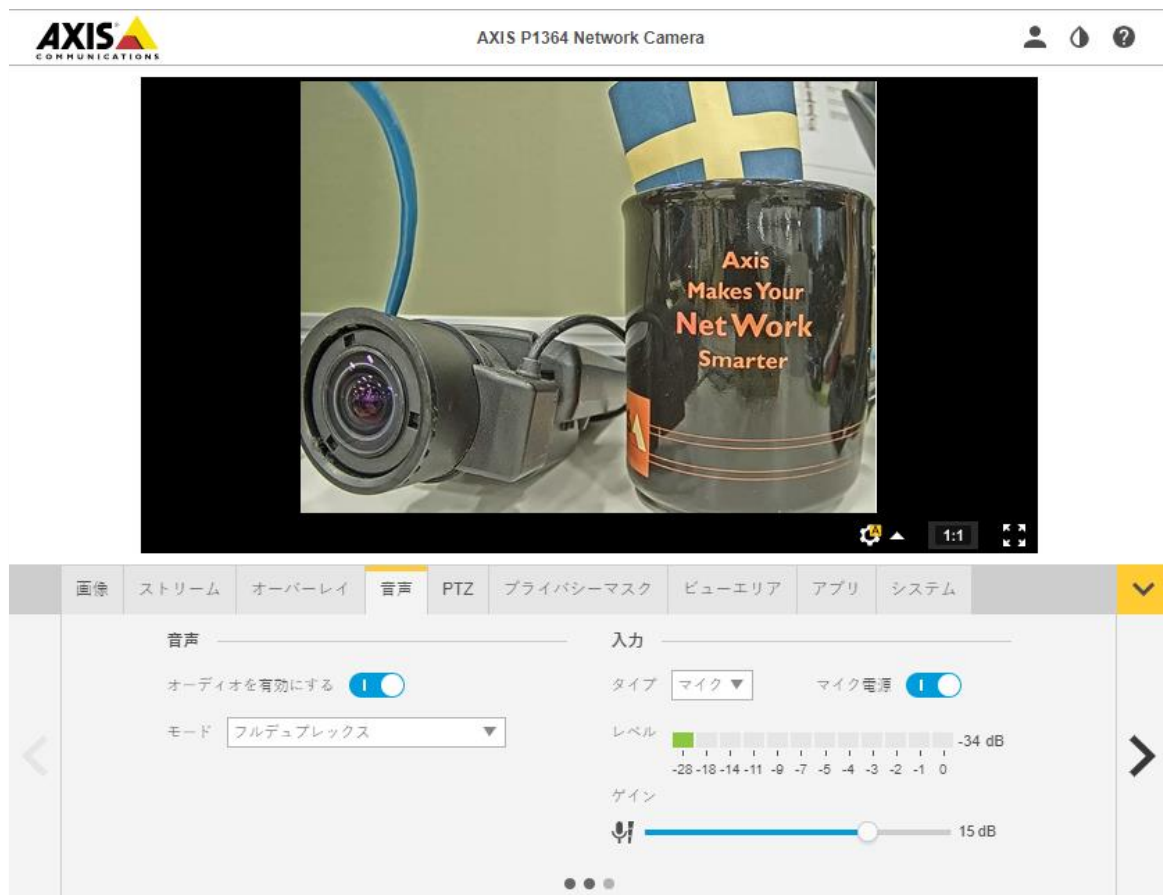 AXIS
COMMUNICATIONS
AXIS P1364 Network Camera
Axis
Makes Your
Net Work
Smarter
A
1:1
画像 ストリーム オーバーレイ 音声 PTZ プライバシーマスク ビューエリア アプリ システム
音声
オーディオを有効にする
モード フルデュプレックス
入力
タイプ マイク マイク電源
レベル
-34 dB
-28 -18 -14 -11 -9 -7 -5 -4 -3 -2 -1 0
ゲイン
15 dB